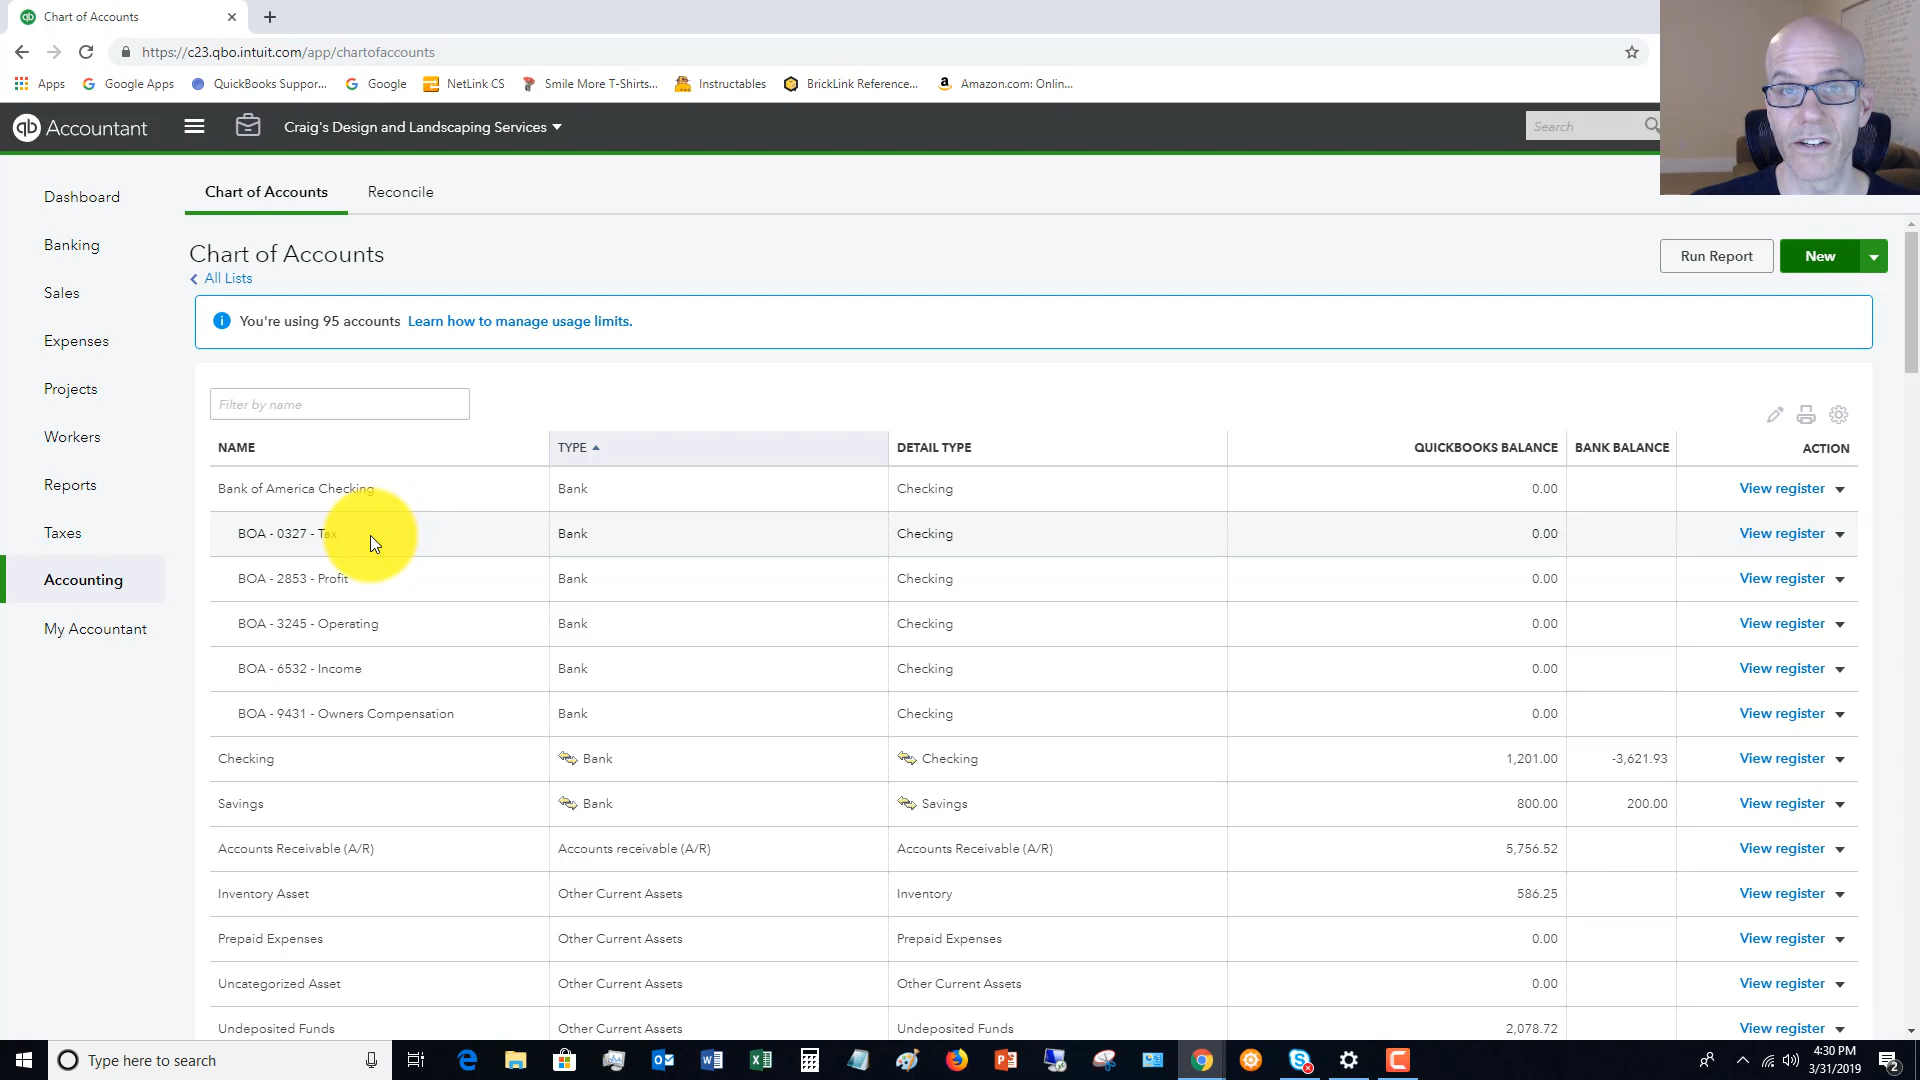 Chart of Accounts
https://c23.qbo.intuit.com/app/chartofaccounts
Apps Google Apps QuickBooks Suppor... Google NetLink CS Smile More T-Shirts... Instructables BrickLink Reference... Amazon.com: Onlin...
qb Accountant Craig's Design and Landscaping Services Search
Dashboard
Banking
Sales
Expenses
Projects
Workers
Reports
Taxes
Accounting
My Accountant
Chart of Accounts Reconcile
Chart of Accounts
All Lists
Run Report New
You're using 95 accounts Learn how to manage usage limits.
Filter by name
NAME TYPE DETAIL TYPE QUICKBOOKS BALANCE BANK BALANCE ACTION
Bank of America Checking Bank Checking 0.00 View register
BOA - 0327 - Tax Bank Checking 0.00 View register
BOA - 2853 - Profit Bank Checking 0.00 View register
BOA - 3245 - Operating Bank Checking 0.00 View register
BOA - 6532 - Income Bank Checking 0.00 View register
BOA - 9431 - Owners Compensation Bank Checking 0.00 View register
Checking Bank Checking 1,201.00 -3,621.93 View register
Savings Bank Savings 800.00 200.00 View register
Accounts Receivable (A/R) Accounts receivable (A/R) Accounts Receivable (A/R) 5,756.52 View register
Inventory Asset Other Current Assets Inventory 586.25 View register
Prepaid Expenses Other Current Assets Prepaid Expenses 0.00 View register
Uncategorized Asset Other Current Assets Other Current Assets 0.00 View register
Undeposited Funds Other Current Assets Undeposited Funds 2,078.72 View register
Type here to search
4:30 PM
3/31/2019
2